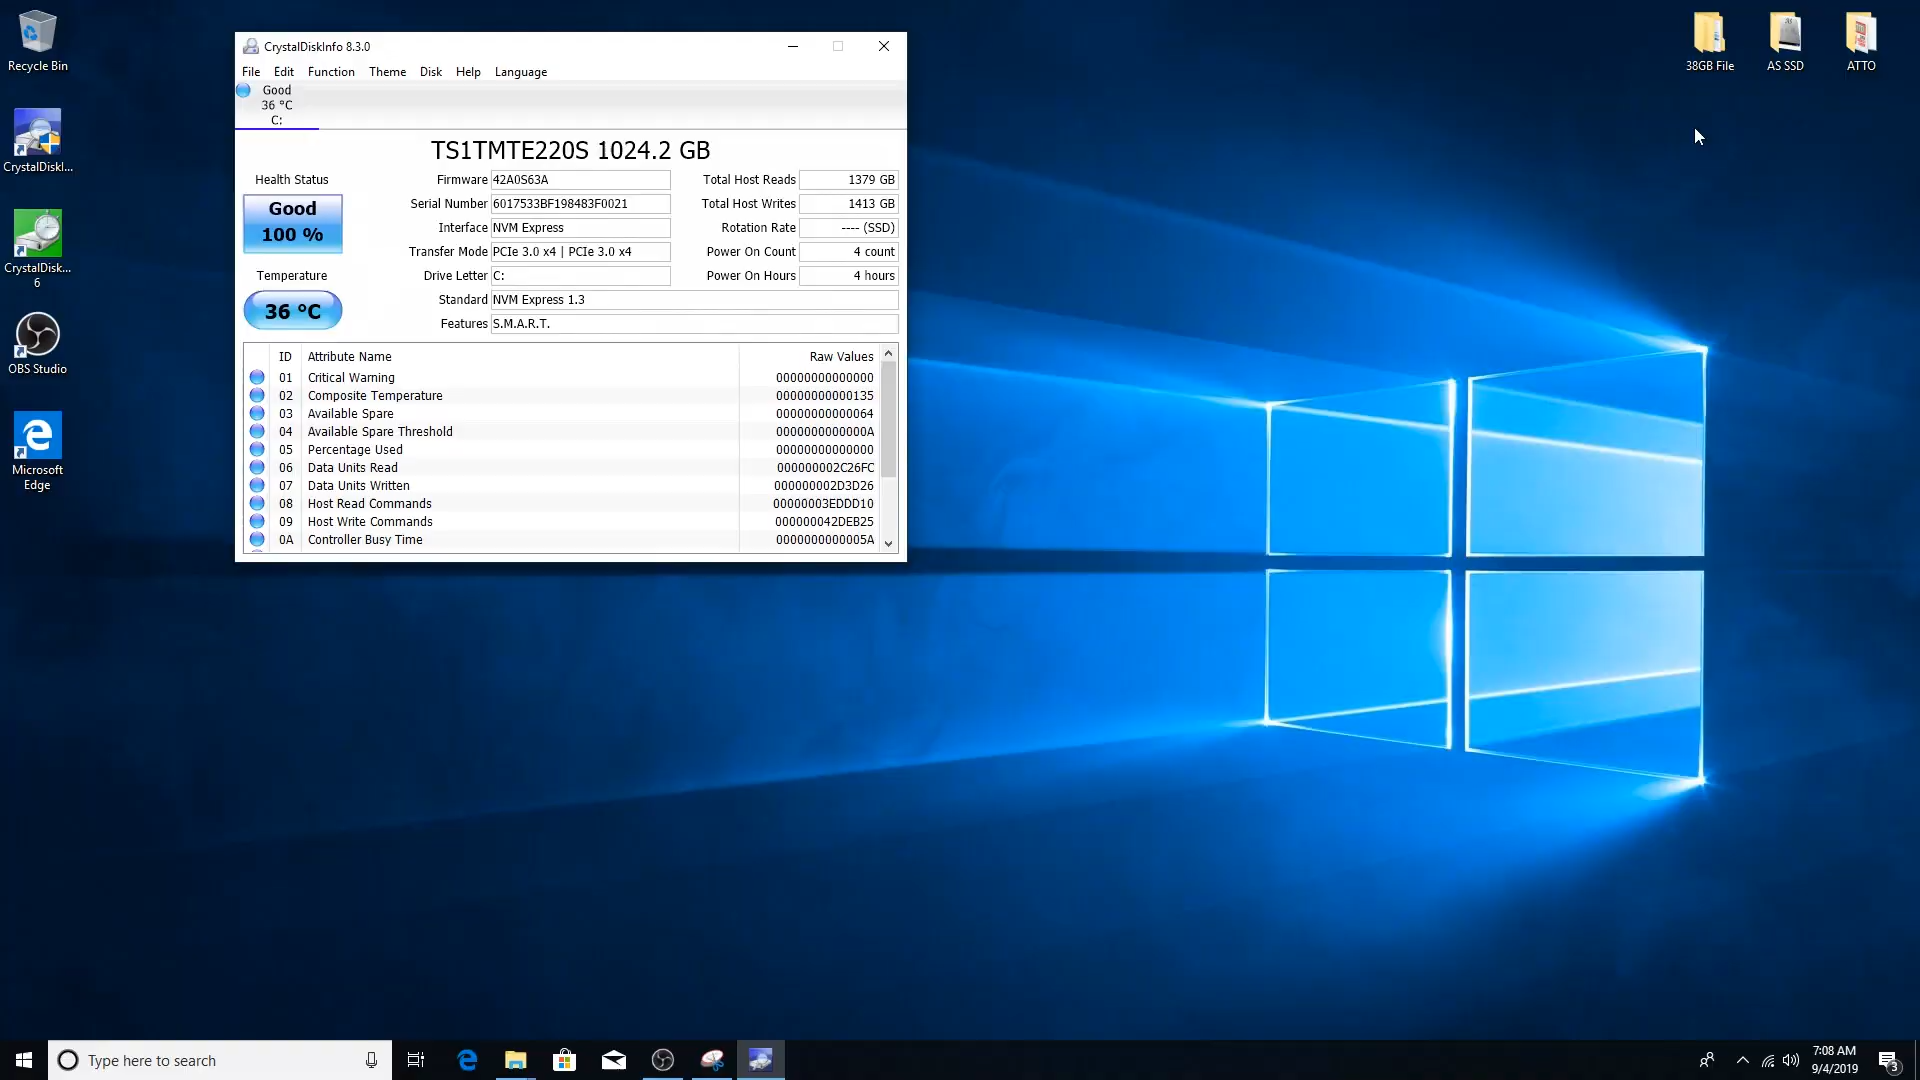 Recycle Bin
CrystalDiskI...
CrystalDisk...
6
OBS Studio
Microsoft
Edge
CrystalDiskInfo 8.3.0
File Edit Function Theme Disk Help Language
Good
36 °C
C:
TS1TMTE220S 1024.2 GB
Health Status
Good
100 %
Temperature
36 °C
Firmware 42A0S63A
Serial Number 6017533BF198483F0021
Interface NVM Express
Transfer Mode PCIe 3.0 x4 | PCIe 3.0 x4
Drive Letter C:
Standard NVM Express 1.3
Features S.M.A.R.T.
Total Host Reads 1379 GB
Total Host Writes 1413 GB
Rotation Rate ---- (SSD)
Power On Count 4 count
Power On Hours 4 hours
ID Attribute Name Raw Values
01 Critical Warning 00000000000000
02 Composite Temperature 00000000000135
03 Available Spare 00000000000064
04 Available Spare Threshold 0000000000000A
05 Percentage Used 00000000000000
06 Data Units Read 000000002C26FC
07 Data Units Written 000000002D3D26
08 Host Read Commands 00000003EDDD10
09 Host Write Commands 000000042DEB25
0A Controller Busy Time 0000000000005A
38GB File
AS SSD
ATTO
Type here to search
7:08 AM
9/4/2019
3